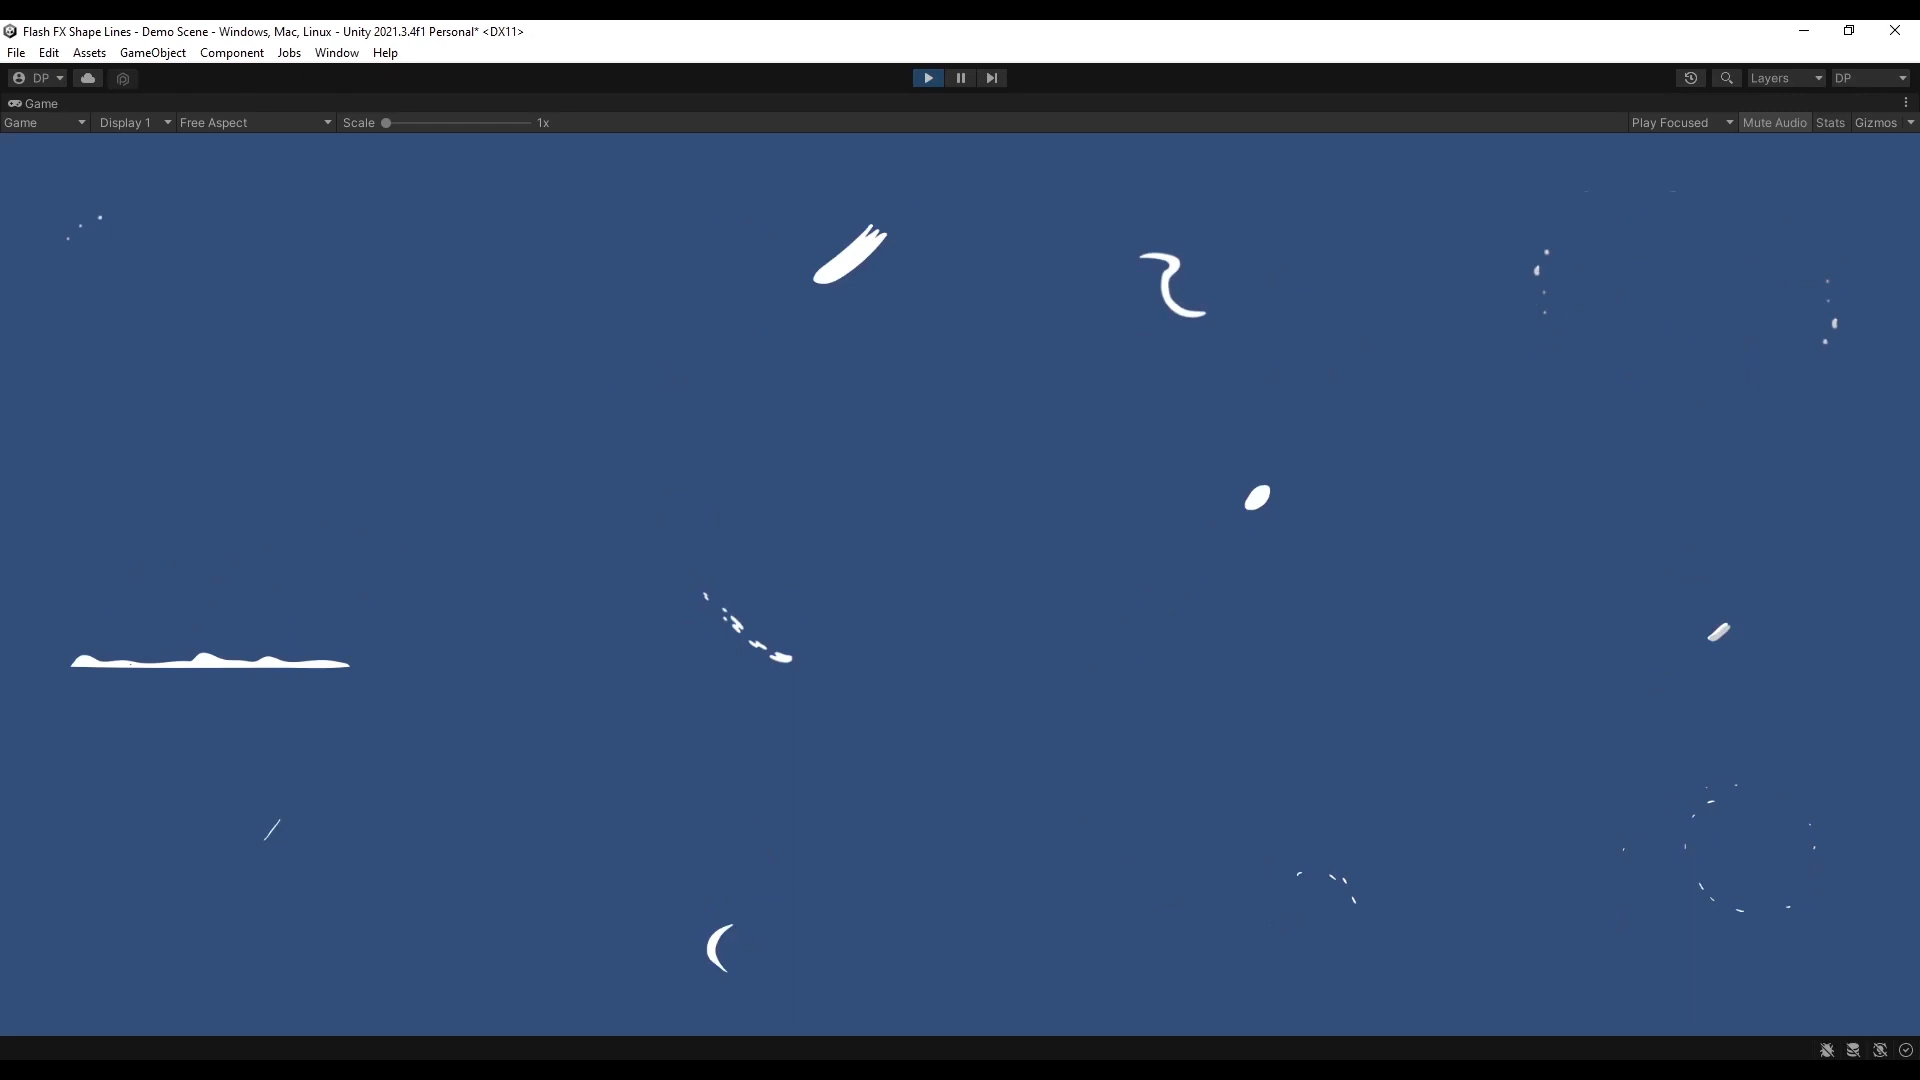 Flash FX Shape Lines - Demo Scene - Windows, Mac, Linux - Unity 2021.3.4f1 Personal* <DX11>
File Edit Assets GameObject Component Jobs Window Help
DP Layers DP
Game
Game Display 1 Free Aspect Scale 1x Play Focused Mute Audio Stats Gizmos